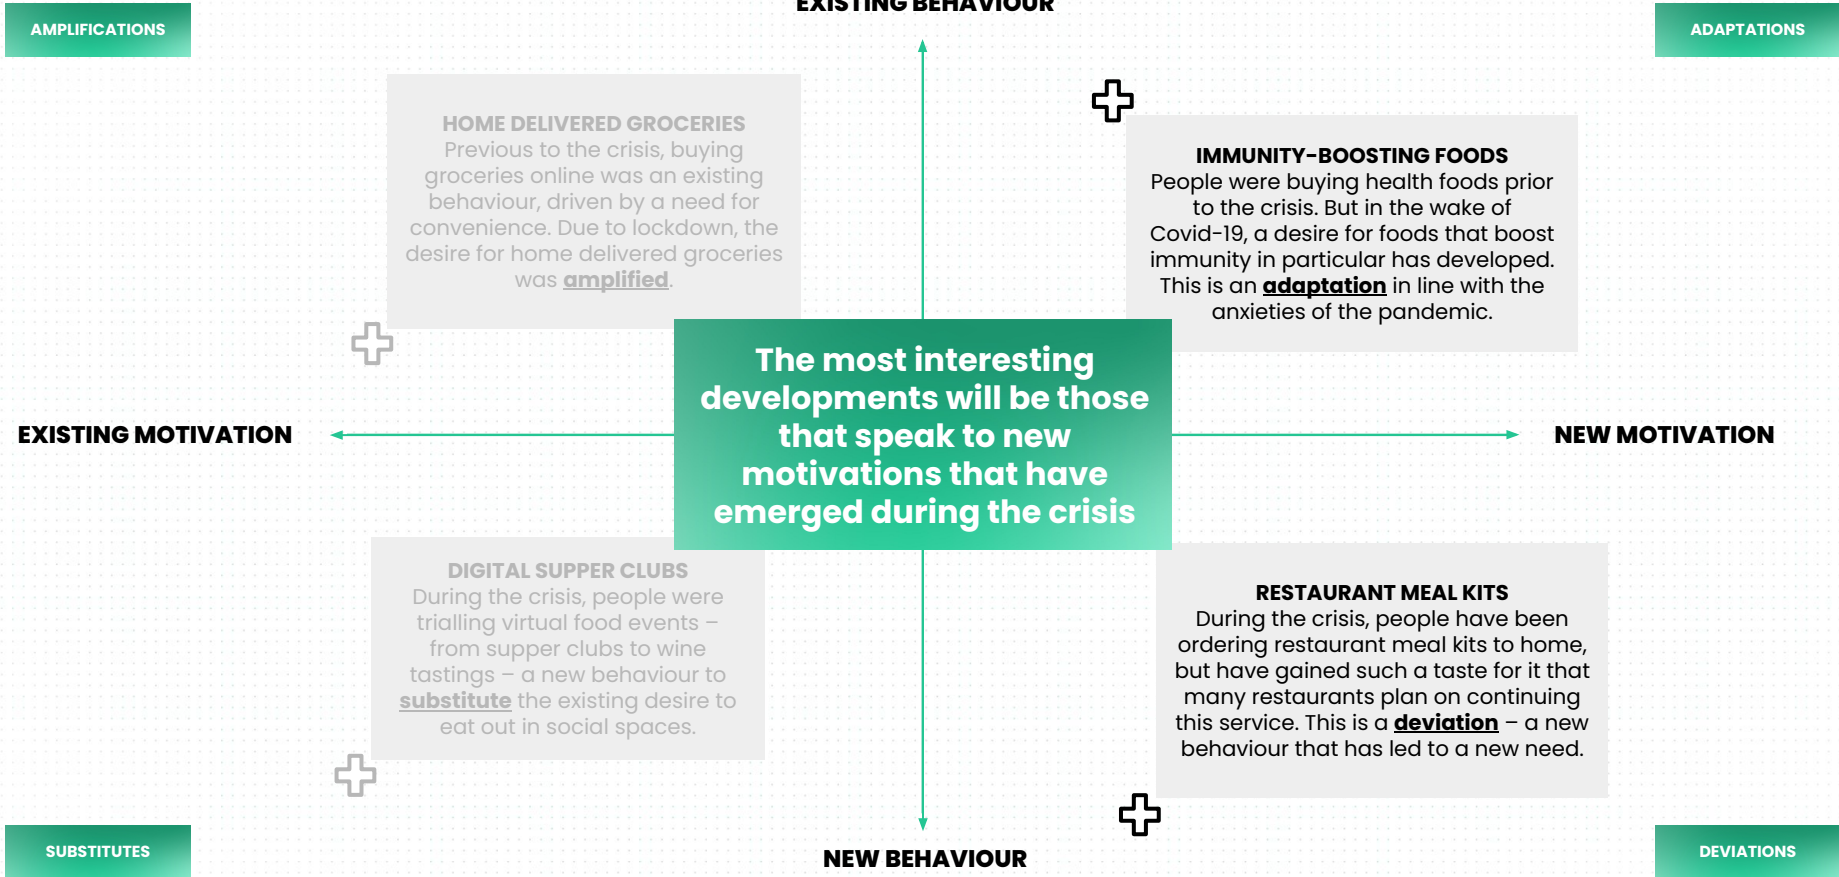 EXISTING BEHAVIOUR
AMPLIFICATIONS
ADAPTATIONS
HOME DELIVERED GROCERIES
Previous to the crisis, buying
groceries online was an existing
behaviour, driven by a need for
convenience. Due to lockdown, the
desire for home delivered groceries
was amplified.
IMMUNITY-BOOSTING FOODS
People were buying health foods prior
to the crisis. But in the wake of
Covid-19, a desire for foods that boost
immunity in particular has developed.
This is an adaptation in line with the
anxieties of the pandemic.
The most interesting
developments will be those
that speak to new
motivations that have
emerged during the crisis
EXISTING MOTIVATION
NEW MOTIVATION
DIGITAL SUPPER CLUBS
During the crisis, people were
trialling virtual food events –
from supper clubs to wine
tastings – a new behaviour to
substitute the existing desire to
eat out in social spaces.
RESTAURANT MEAL KITS
During the crisis, people have been
ordering restaurant meal kits to home,
but have gained such a taste for it that
many restaurants plan on continuing
this service. This is a deviation – a new
behaviour that has led to a new need.
SUBSTITUTES
NEW BEHAVIOUR
DEVIATIONS